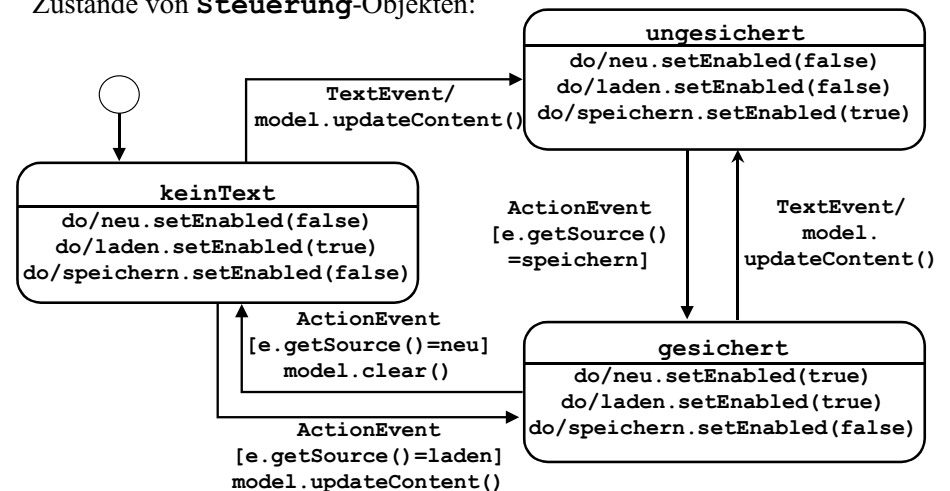 Zustände von Steuerung-Objekten:
ungesichert
do/neu.setEnabled(false)
do/laden.setEnabled(false)
do/speichern.setEnabled(true)
TextEvent/
model.updateContent()
keinText
do/neu.setEnabled(false)
do/laden.setEnabled(true)
do/speichern.setEnabled(false)
ActionEvent
[e.getSource()
=speichern]
TextEvent/
model.
updateContent()
ActionEvent
[e.getSource()=neu]
model.clear()
gesichert
do/neu.setEnabled(true)
do/laden.setEnabled(true)
do/speichern.setEnabled(false)
ActionEvent
[e.getSource()=laden]
model.updateContent()